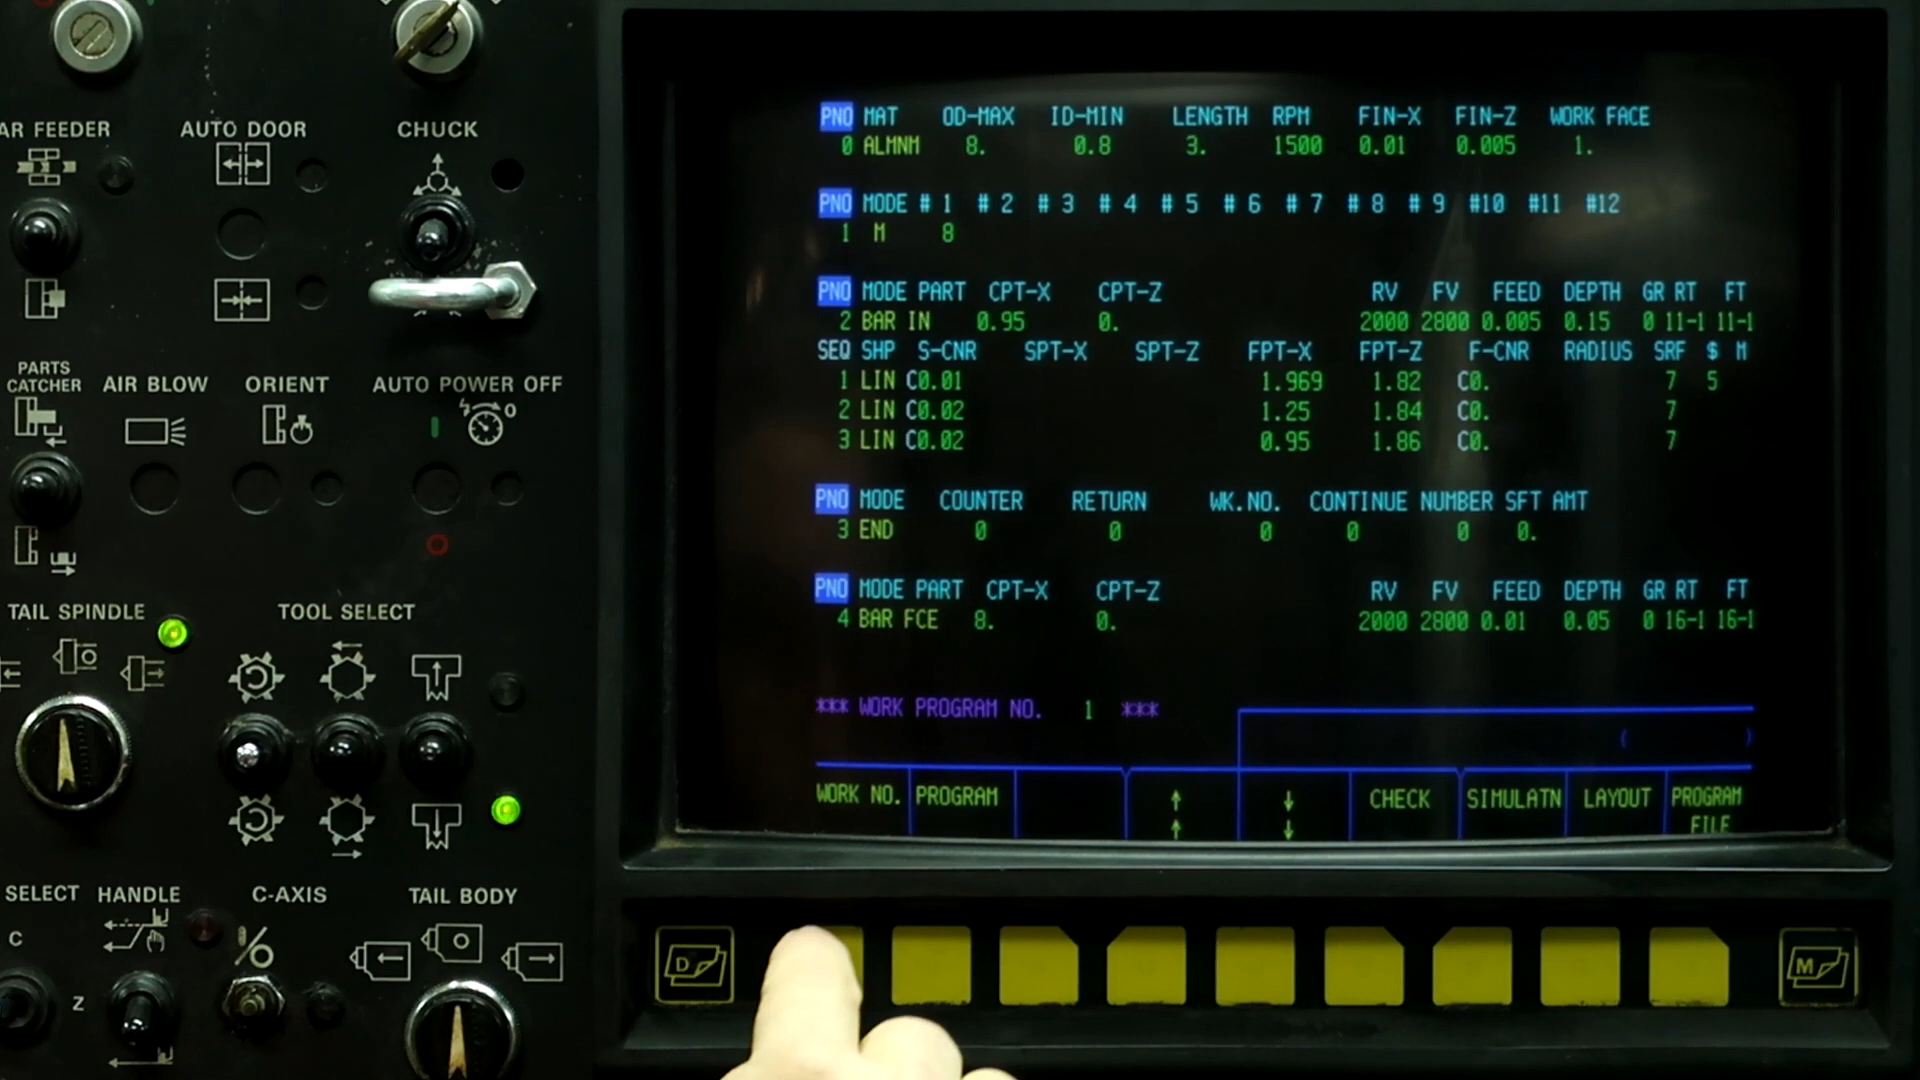 AR FEEDER
AUTO DOOR
CHUCK
PARTS
CATCHER
AIR BLOW
ORIENT
AUTO POWER OFF
O
TAIL SPINDLE
TOOL SELECT
SELECT
HANDLE
C-AXIS
TAIL BODY
C
Z
PNO MAT OD-MAX ID-MIN LENGTH RPM FIN-X FIN-Z WORK FACE
0 ALMNM 8. 0.8 3. 1500 0.01 0.005 1.
PNO MODE # 1 # 2 # 3 # 4 # 5 # 6 # 7 # 8 # 9 #10 #11 #12
1 M 8
PNO MODE PART CPT-X CPT-Z RV FV FEED DEPTH GR RT FT
2 BAR IN 0.95 0. 2000 2800 0.005 0.15 0 11-1 11-1
SEQ SHP S-CNR SPT-X SPT-Z FPT-X FPT-Z F-CNR RADIUS SRF $ M
1 LIN C0.01 1.969 1.82 C0. 7 5
2 LIN C0.02 1.25 1.84 C0. 7
3 LIN C0.02 0.95 1.86 C0. 7
PNO MODE COUNTER RETURN WK.NO. CONTINUE NUMBER SFT AMT
3 END 0 0 0 0 0 0.
PNO MODE PART CPT-X CPT-Z RV FV FEED DEPTH GR RT FT
4 BAR FCE 8. 0. 2000 2800 0.01 0.05 0 16-1 16-1
*** WORK PROGRAM NO. 1 ***
( )
WORK NO. PROGRAM ↑ ↓ CHECK SIMULATN LAYOUT PROGRAM
↑ ↓ FILE
D
M